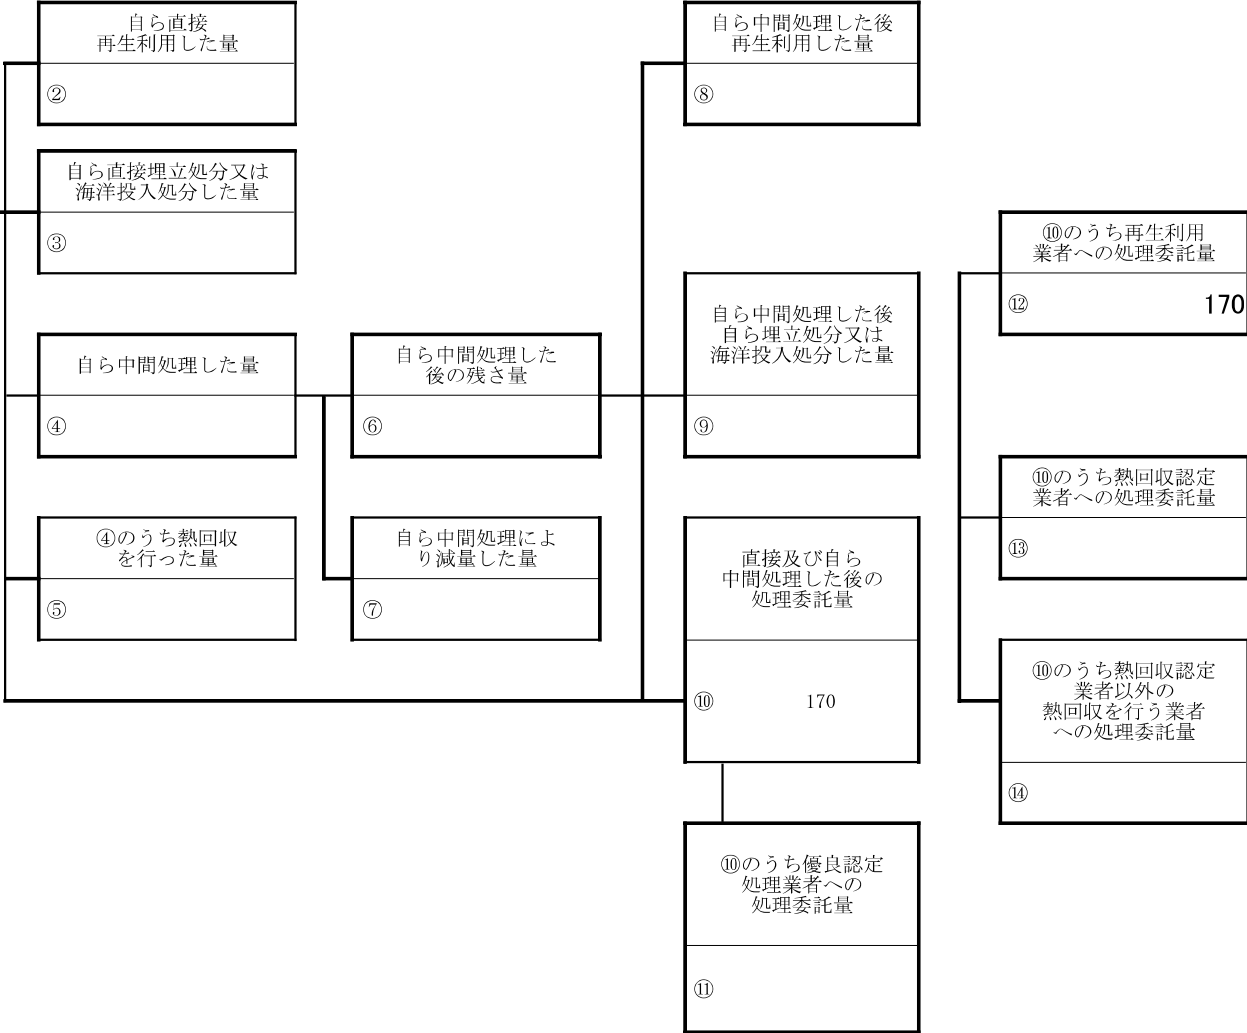 自ら直接
再生利用した量
②
自ら直接埋立処分又は
海洋投入処分した量
③
自ら中間処理した量
④
④のうち熱回収
を行った量
⑤
自ら中間処理した
後の残さ量
⑥
自ら中間処理によ
り減量した量
⑦
自ら中間処理した後
再生利用した量
⑧
自ら中間処理した後
自ら埋立処分又は
海洋投入処分した量
⑨
直接及び自ら
中間処理した後の
処理委託量
⑩ 170
⑩のうち優良認定
処理業者への
処理委託量
⑪
⑩のうち再生利用
業者への処理委託量
⑫ 170
⑩のうち熱回収認定
業者への処理委託量
⑬
⑩のうち熱回収認定
業者以外の
熱回収を行う業者
への処理委託量
⑭